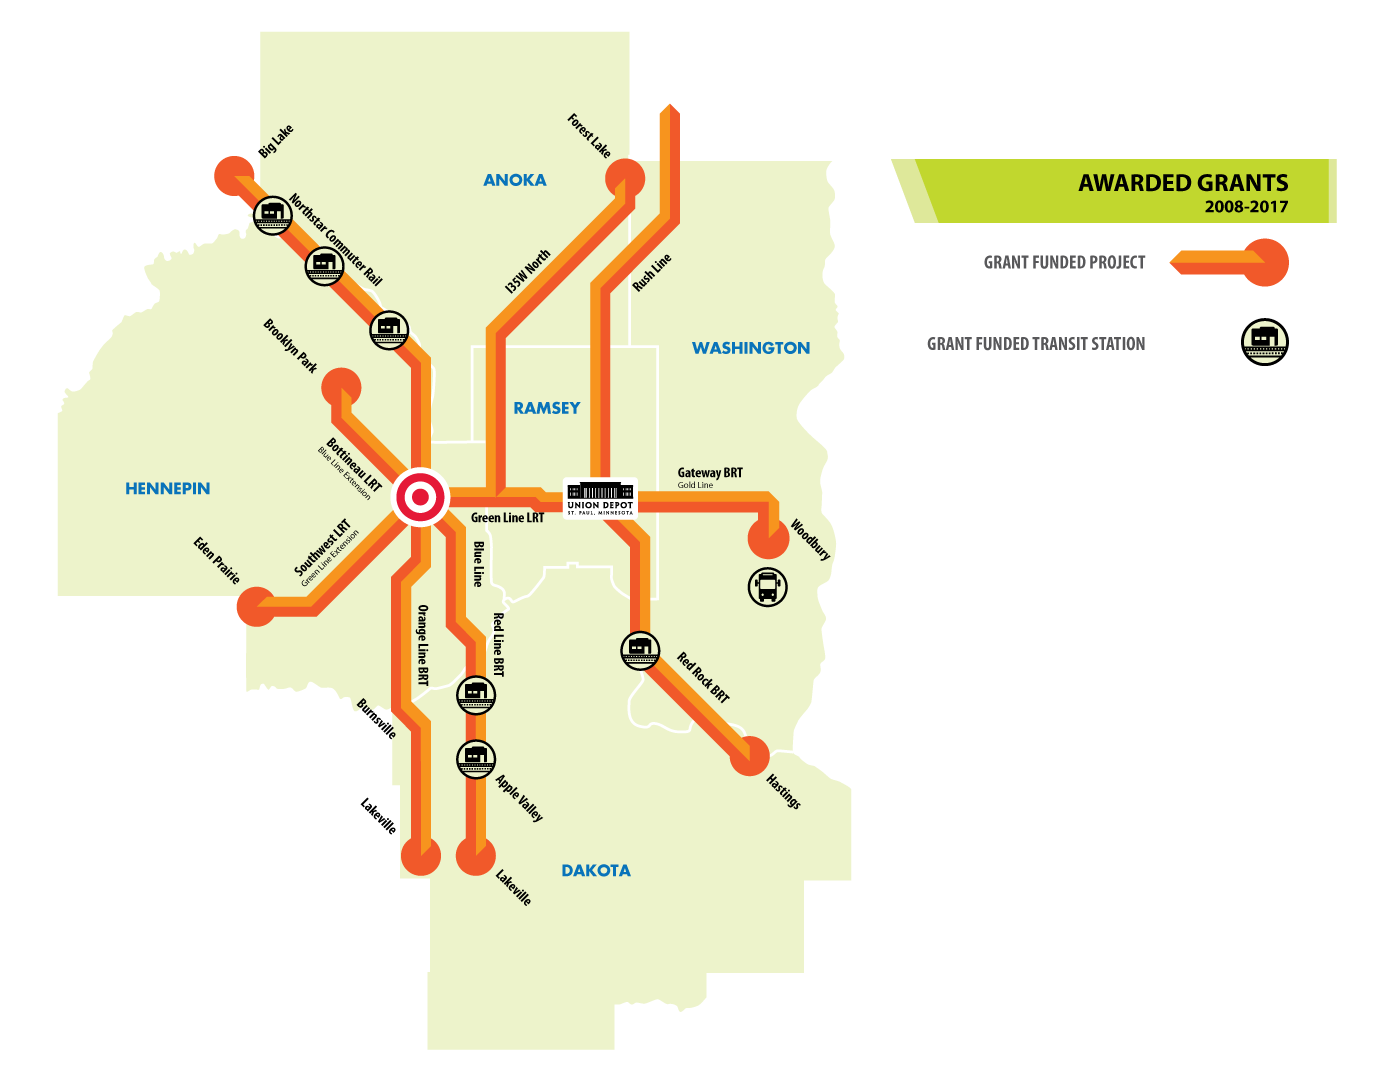 AWARDED GRANTS
2008-2017
GRANT FUNDED PROJECT
GRANT FUNDED TRANSIT STATION
Big Lake
Northstar Commuter Rail
Forest Lake
ANOKA
I35W North
Rush Line
Brooklyn Park
WASHINGTON
RAMSEY
Bottineau LRT
Blue Line Extension
HENNEPIN
Gateway BRT
Gold Line
UNION DEPOT
ST. PAUL, MINNESOTA
Green Line LRT
Woodbury
Southwest LRT
Green Line Extension
Eden Prairie
Blue Line
Orange Line BRT
Red Line BRT
Red Rock BRT
Burnsville
Apple Valley
Hastings
Lakeville
DAKOTA
Lakeville